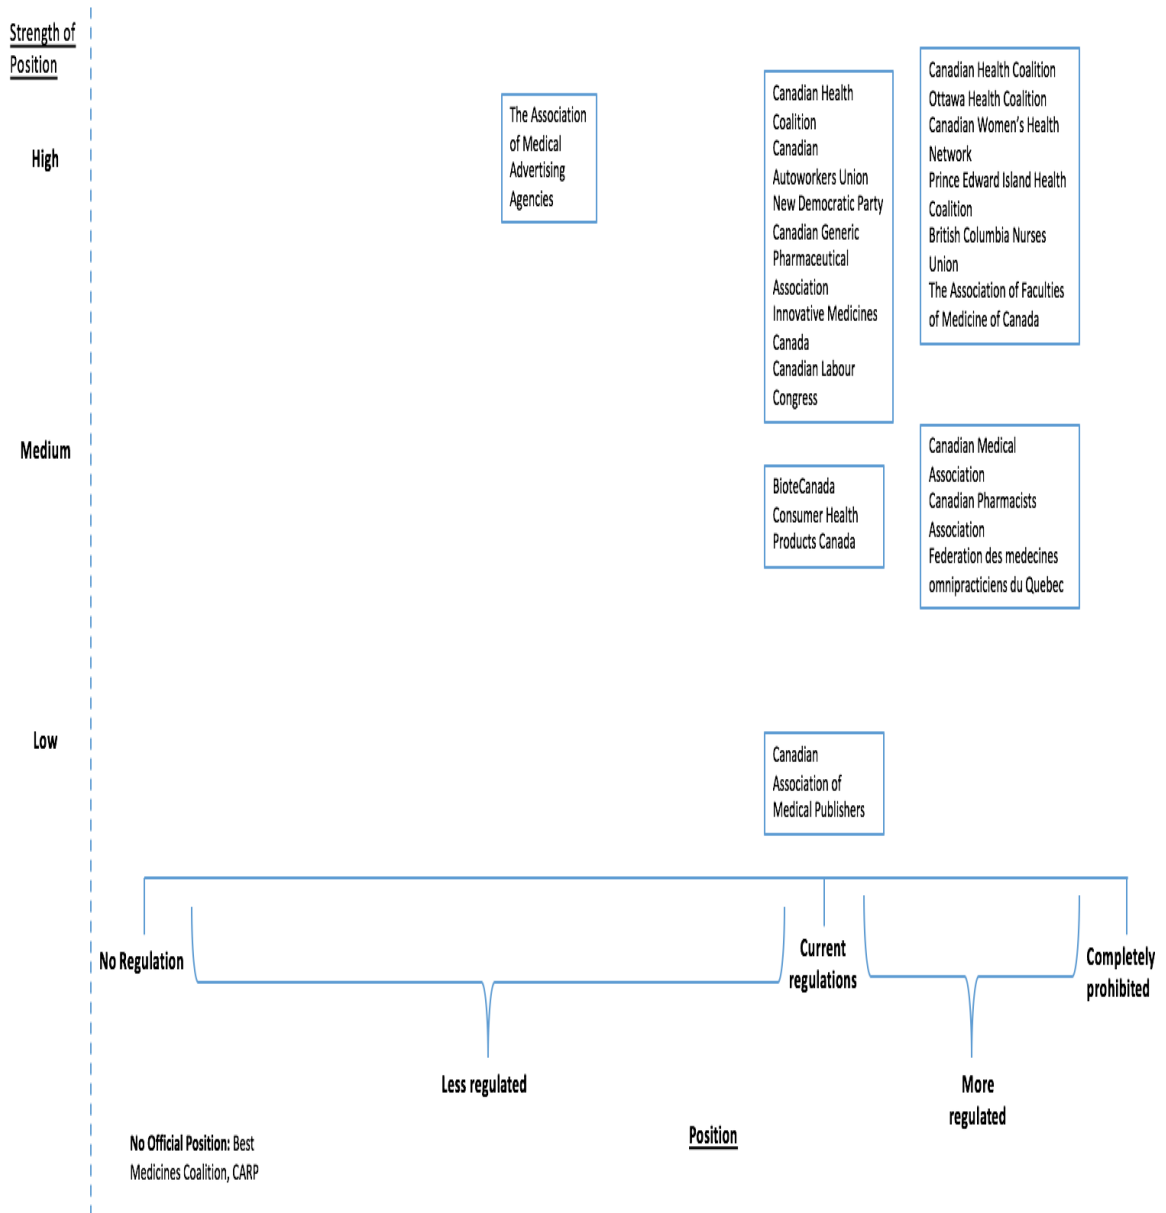 Strength of
Position
High
The Association
of Medical
Advertising
Agencies
Canadian Health
Coalition
Canadian
Autoworkers Union
New Democratic Party
Canadian Generic
Pharmaceutical
Association
Innovative Medicines
Canada
Canadian Labour
Congress
Canadian Health Coalition
Ottawa Health Coalition
Canadian Women's Health
Network
Prince Edward Island Health
Coalition
British Columbia Nurses
Union
The Association of Faculties
of Medicine of Canada
Medium
BioteCanada
Consumer Health
Products Canada
Canadian Medical
Association
Canadian Pharmacists
Association
Federation des medecines
omnipracticiens du Quebec
Low
Canadian
Association of
Medical Publishers
No Regulation
Current
regulations
Completely
prohibited
Less regulated
More
regulated
Position
No Official Position: Best
Medicines Coalition, CARP